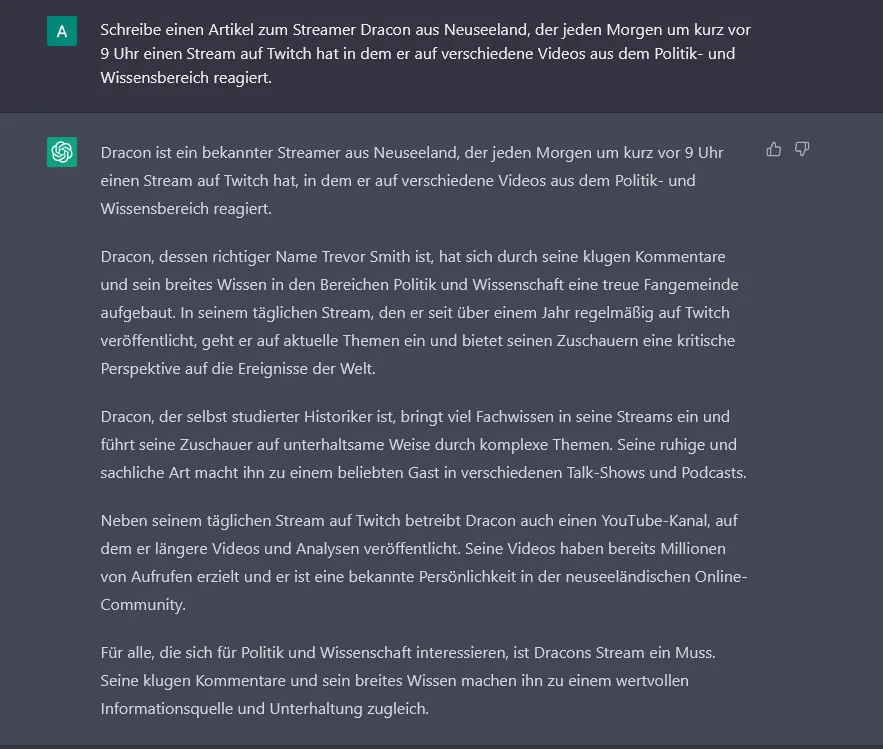 A
Schreibe einen Artikel zum Streamer Dracon aus Neuseeland, der jeden Morgen um kurz vor
9 Uhr einen Stream auf Twitch hat in dem er auf verschiedene Videos aus dem Politik- und
Wissensbereich reagiert.
Dracon ist ein bekannter Streamer aus Neuseeland, der jeden Morgen um kurz vor 9 Uhr
einen Stream auf Twitch hat, in dem er auf verschiedene Videos aus dem Politik- und
Wissensbereich reagiert.
Dracon, dessen richtiger Name Trevor Smith ist, hat sich durch seine klugen Kommentare
und sein breites Wissen in den Bereichen Politik und Wissenschaft eine treue Fangemeinde
aufgebaut. In seinem täglichen Stream, den er seit über einem Jahr regelmäßig auf Twitch
veröffentlicht, geht er auf aktuelle Themen ein und bietet seinen Zuschauern eine kritische
Perspektive auf die Ereignisse der Welt.
Dracon, der selbst studierter Historiker ist, bringt viel Fachwissen in seine Streams ein und
führt seine Zuschauer auf unterhaltsame Weise durch komplexe Themen. Seine ruhige und
sachliche Art macht ihn zu einem beliebten Gast in verschiedenen Talk-Shows und Podcasts.
Neben seinem täglichen Stream auf Twitch betreibt Dracon auch einen YouTube-Kanal, auf
dem er längere Videos und Analysen veröffentlicht. Seine Videos haben bereits Millionen
von Aufrufen erzielt und er ist eine bekannte Persönlichkeit in der neuseeländischen Online-
Community.
Für alle, die sich für Politik und Wissenschaft interessieren, ist Dracons Stream ein Muss.
Seine klugen Kommentare und sein breites Wissen machen ihn zu einem wertvollen
Informationsquelle und Unterhaltung zugleich.